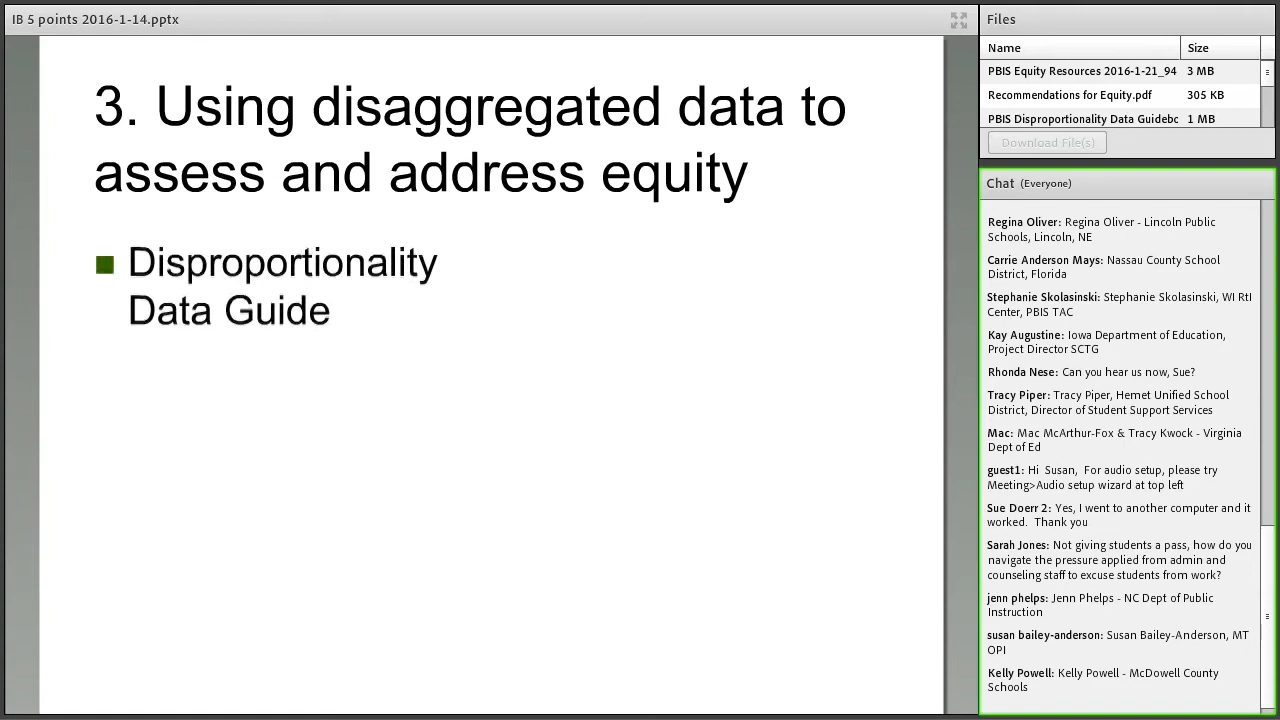 IB 5 points 2016-1-14.pptx
3. Using disaggregated data to
assess and address equity
Disproportionality
Data Guide
Files
Name Size
PBIS Equity Resources 2016-1-21_94 3 MB
Recommendations for Equity.pdf 305 KB
PBIS Disproportionality Data Guidebc 1 MB
Download File(s)
Chat (Everyone)
Regina Oliver: Regina Oliver - Lincoln Public
Schools, Lincoln, NE
Carrie Anderson Mays: Nassau County School
District, Florida
Stephanie Skolasinski: Stephanie Skolasinski, WI RtI
Center, PBIS TAC
Kay Augustine: Iowa Department of Education,
Project Director SCTG
Rhonda Nese: Can you hear us now, Sue?
Tracy Piper: Tracy Piper, Hemet Unified School
District, Director of Student Support Services
Mac: Mac McArthur-Fox & Tracy Kwock - Virginia
Dept of Ed
guest1: Hi Susan, For audio setup, please try
Meeting>Audio setup wizard at top left
Sue Doerr 2: Yes, I went to another computer and it
worked. Thank you
Sarah Jones: Not giving students a pass, how do you
navigate the pressure applied from admin and
counseling staff to excuse students from work?
jenn phelps: Jenn Phelps - NC Dept of Public
Instruction
susan bailey-anderson: Susan Bailey-Anderson, MT
OPI
Kelly Powell: Kelly Powell - McDowell County
Schools